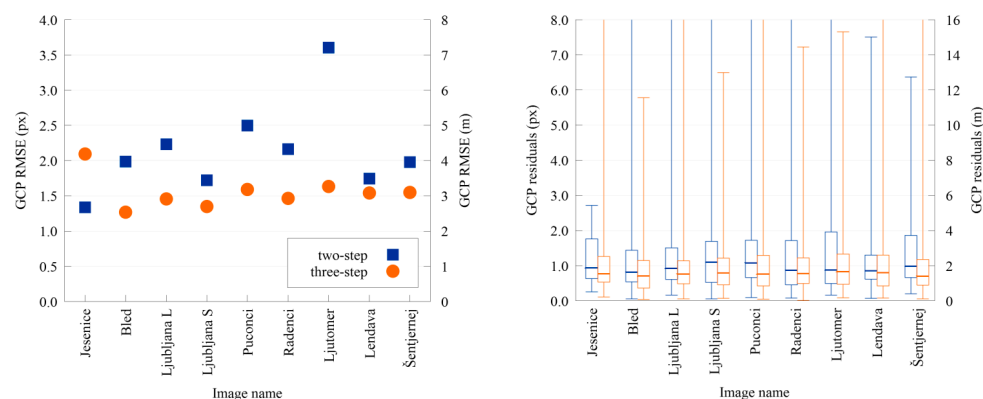 4.0
3.5
3.0
2.5
2.0
1.5
1.0
0.5
0.0
GCP RMSE (px)
8
7
6
5
4
3
2
1
0
GCP RMSE (m)
two-step
three-step
Jesenice
Bled
Ljubljana L
Ljubljana S
Puconci
Radenci
Ljutomer
Lendava
Šentjernej
Image name
8.0
7.0
6.0
5.0
4.0
3.0
2.0
1.0
0.0
GCP residuals (px)
16
14
12
10
8
6
4
2
0
GCP residuals (m)
Jesenice
Bled
Ljubljana L
Ljubljana S
Puconci
Radenci
Ljutomer
Lendava
Šentjernej
Image name